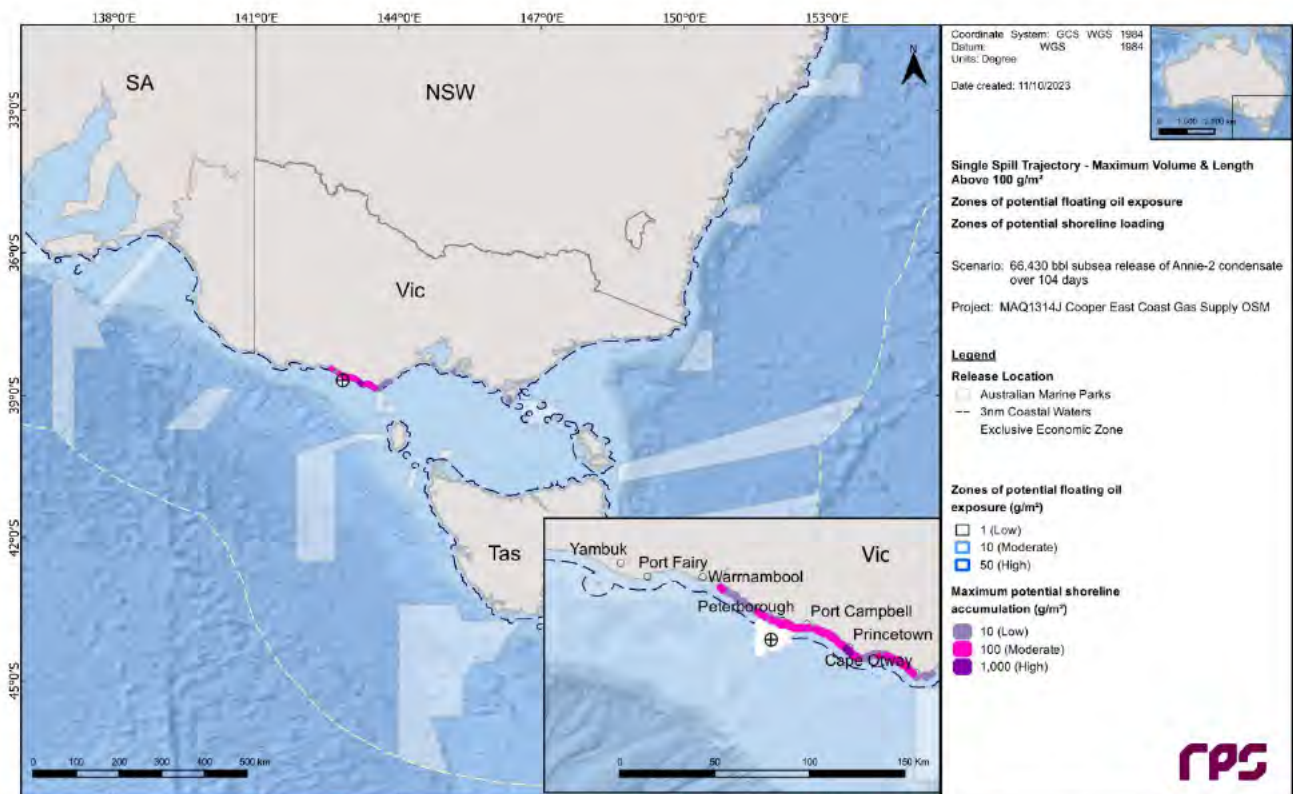 138°0'E 141°0'E 144°0'E 147°0'E 150°0'E 153°0'E
33°0'S
36°0'S
39°0'S
42°0'S
45°0'S
SA
NSW
Vic
Tas
N
0 100 200 300 400 500 km
Yambuk
Port Fairy
Warrnambool
Vic
Peterborough
Port Campbell
Princetown
Cape Otway
0 50 100 150 Km
Coordinate System: GCS WGS 1984
Datum: WGS 1984
Units: Degree
Date created: 11/10/2023
Single Spill Trajectory - Maximum Volume & Length
Above 100 g/m²
Zones of potential floating oil exposure
Zones of potential shoreline loading
Scenario: 66,430 bbl subsea release of Annie-2 condensate
over 104 days
Project: MAQ1314J Cooper East Coast Gas Supply OSM
Legend
Release Location
Australian Marine Parks
3nm Coastal Waters
Exclusive Economic Zone
Zones of potential floating oil
exposure (g/m²)
1 (Low)
10 (Moderate)
50 (High)
Maximum potential shoreline
accumulation (g/m²)
10 (Low)
100 (Moderate)
1,000 (High)
rps